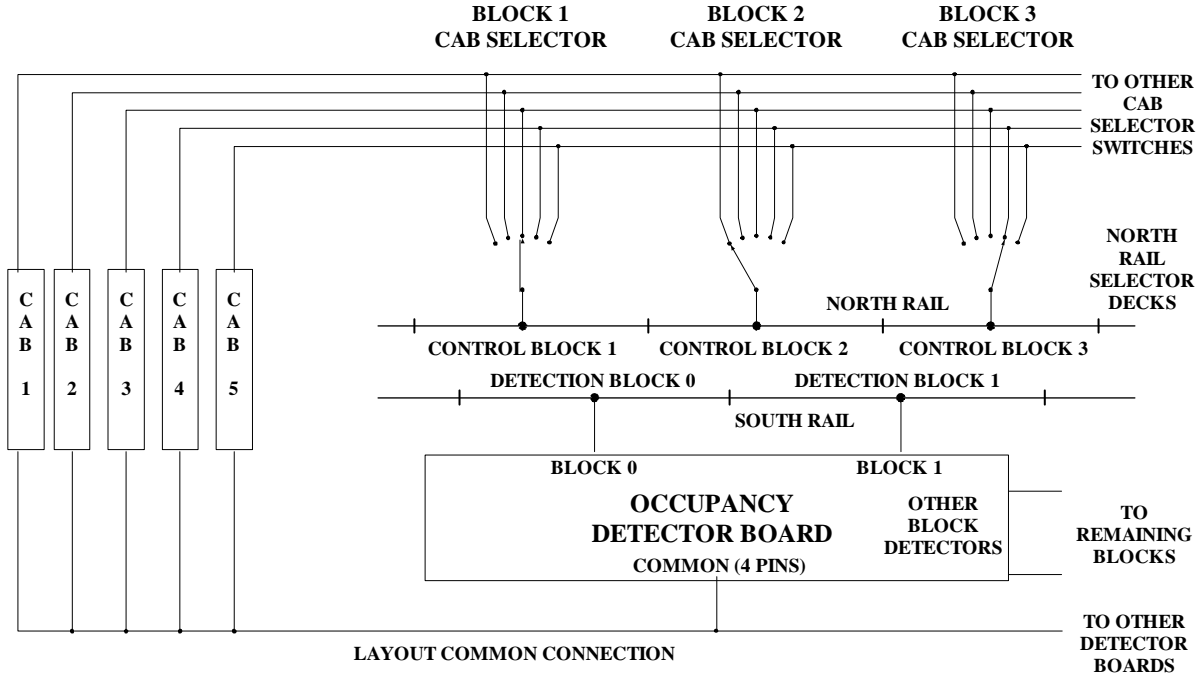 BLOCK 1
CAB SELECTOR
BLOCK 2
CAB SELECTOR
BLOCK 3
CAB SELECTOR
TO OTHER
CAB
SELECTOR
SWITCHES
NORTH
RAIL
SELECTOR
DECKS
C
A
B
1
C
A
B
2
C
A
B
3
C
A
B
4
C
A
B
5
NORTH RAIL
CONTROL BLOCK 1
CONTROL BLOCK 2
CONTROL BLOCK 3
DETECTION BLOCK 0
DETECTION BLOCK 1
SOUTH RAIL
BLOCK 0
BLOCK 1
OCCUPANCY
DETECTOR BOARD
COMMON (4 PINS)
OTHER
BLOCK
DETECTORS
TO
REMAINING
BLOCKS
LAYOUT COMMON CONNECTION
TO OTHER
DETECTOR
BOARDS